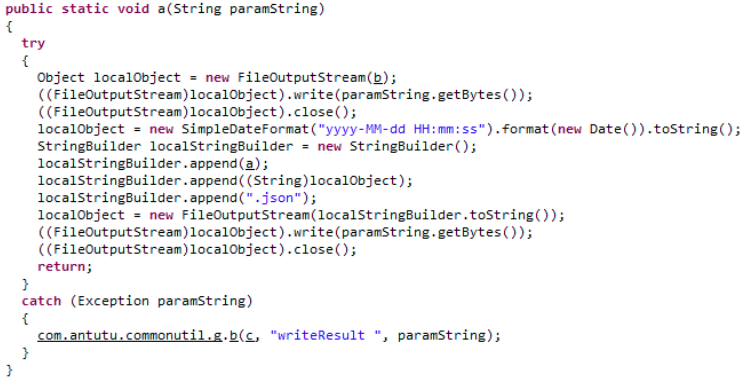 public static void a(String paramString)
{
  try
  {
    Object localObject = new FileOutputStream(b);
    ((FileOutputStream)localObject).write(paramString.getBytes());
    ((FileOutputStream)localObject).close();
    localObject = new SimpleDateFormat("yyyy-MM-dd HH:mm:ss").format(new Date()).toString();
    StringBuilder localStringBuilder = new StringBuilder();
    localStringBuilder.append(a);
    localStringBuilder.append((String)localObject);
    localStringBuilder.append(".json");
    localObject = new FileOutputStream(localStringBuilder.toString());
    ((FileOutputStream)localObject).write(paramString.getBytes());
    ((FileOutputStream)localObject).close();
    return;
  }
  catch (Exception paramString)
  {
    com.antutu.commonutil.g.b(c, "writeResult ", paramString);
  }
}